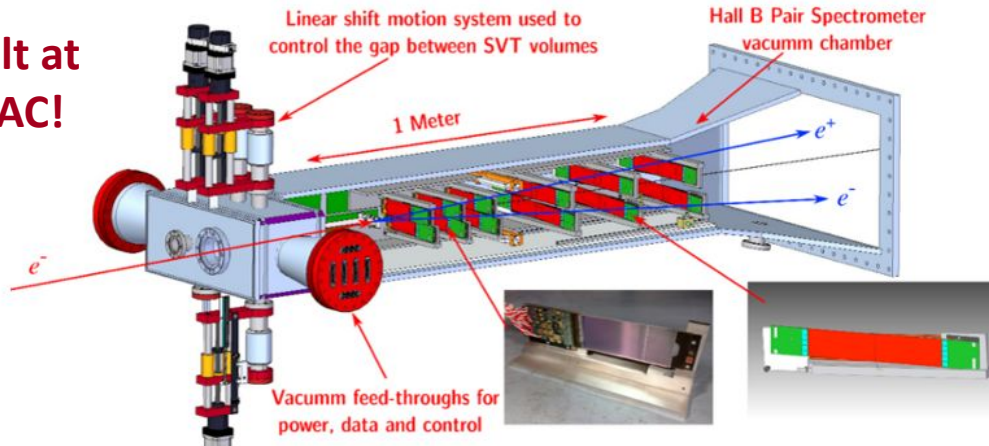 lt at
AC!
Linear shift motion system used to
control the gap between SVT volumes
Hall B Pair Spectrometer
vacumm chamber
1 Meter
e⁺
e⁻
e⁻
Vacumm feed-throughs for
power, data and control